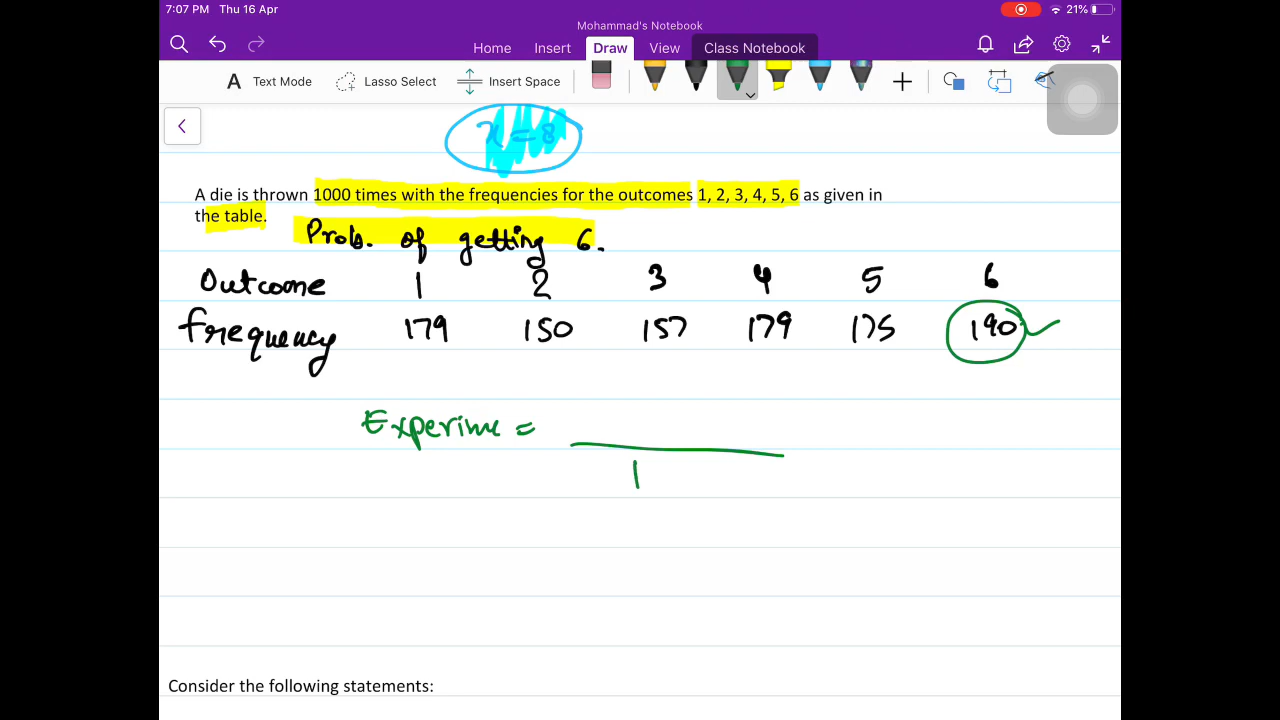 7:07 PM Thu 16 Apr
21%
Mohammad's Notebook
Home Insert Draw View Class Notebook
A Text Mode Lasso Select Insert Space
x = 8
A die is thrown 1000 times with the frequencies for the outcomes 1, 2, 3, 4, 5, 6 as given in
the table.
Prob. of getting 6.
Outcome 1 2 3 4 5 6
frequency 179 150 157 179 175 190
Experime =
1
Consider the following statements: